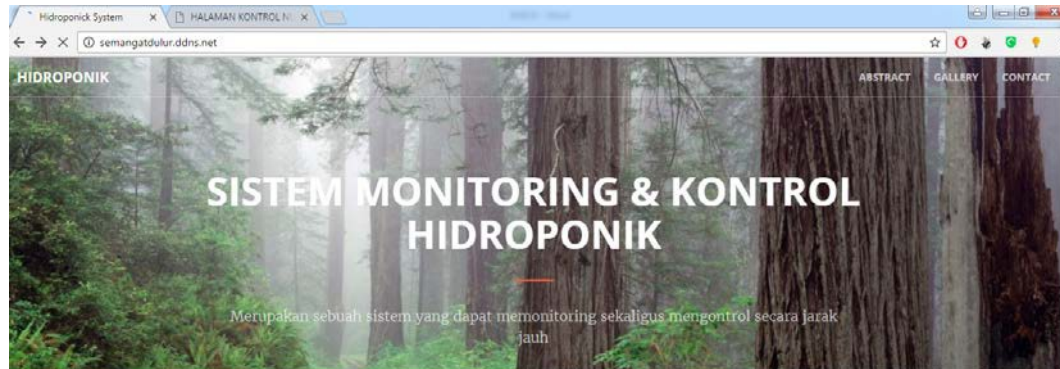 Hidroponick System
HALAMAN KONTROL NU
semangatdulur.ddns.net
HIDROPONIK
ABSTRACT GALLERY CONTACT
SISTEM MONITORING & KONTROL
HIDROPONIK
Merupakan sebuah sistem yang dapat memonitoring sekaligus mengontrol secara jarak
jauh